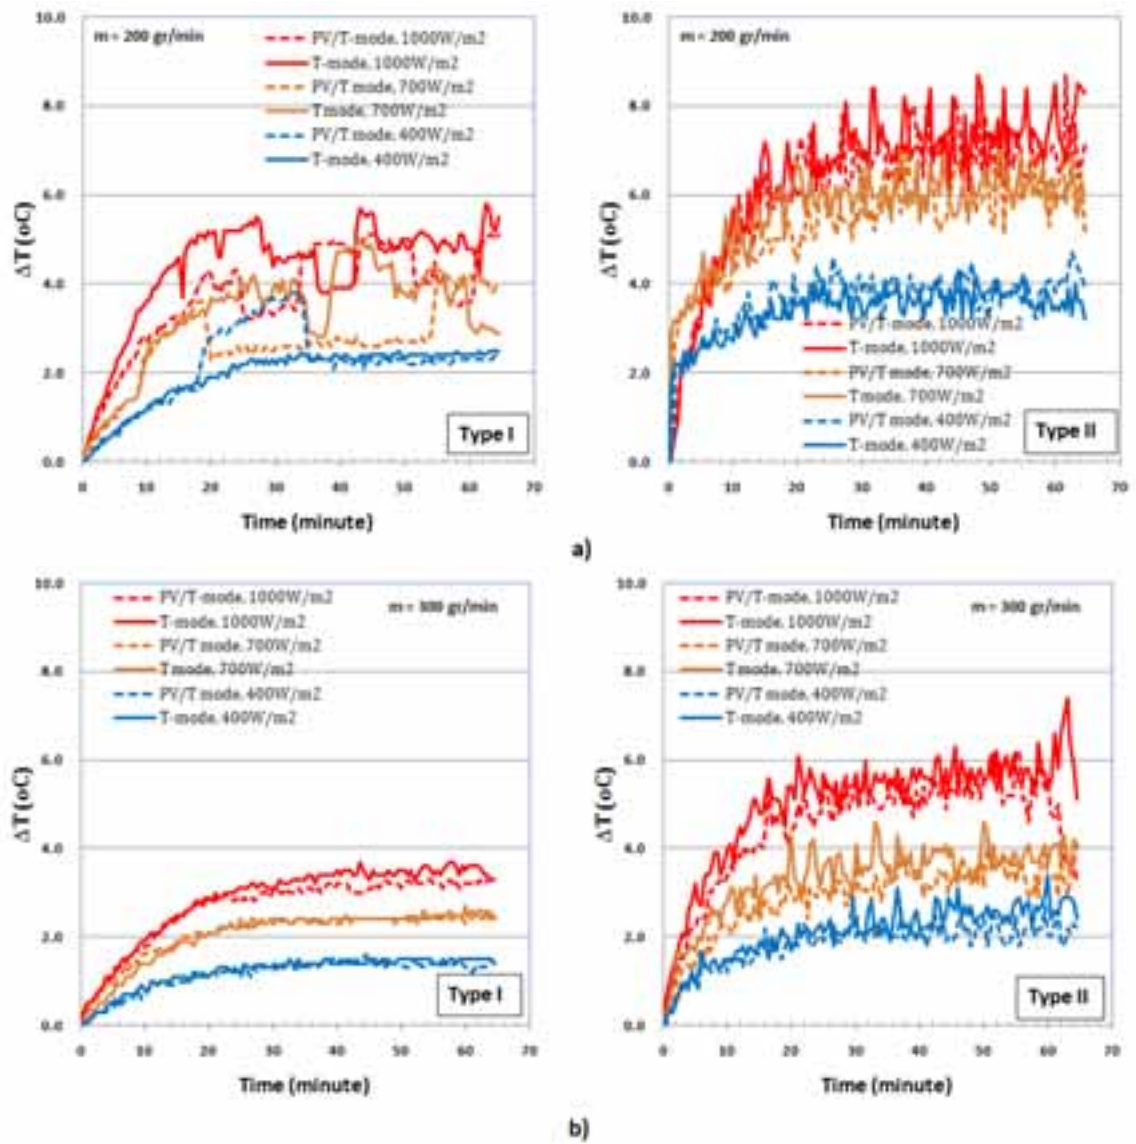 10.0
8.0
6.0
4.0
2.0
0.0
ΔT (oC)
m = 200 gr/min
PV/T-mode, 1000W/m2
T-mode, 1000W/m2
PV/T mode, 700W/m2
T mode, 700W/m2
PV/T mode, 400W/m2
T-mode, 400W/m2
Type I
0 10 20 30 40 50 60 70
Time (minute)
10.0
8.0
6.0
4.0
2.0
0.0
ΔT (oC)
m = 200 gr/min
PV/T-mode, 1000W/m2
T-mode, 1000W/m2
PV/T mode, 700W/m2
T mode, 700W/m2
PV/T mode, 400W/m2
T-mode, 400W/m2
Type II
0 10 20 30 40 50 60 70
Time (minute)
a)
10.0
8.0
6.0
4.0
2.0
0.0
ΔT (oC)
PV/T-mode, 1000W/m2
T-mode, 1000W/m2
PV/T mode, 700W/m2
T mode, 700W/m2
PV/T mode, 400W/m2
T-mode, 400W/m2
m = 300 gr/min
Type I
0 10 20 30 40 50 60 70
Time (minute)
10.0
8.0
6.0
4.0
2.0
0.0
ΔT (oC)
PV/T-mode, 1000W/m2
T-mode, 1000W/m2
PV/T mode, 700W/m2
T mode, 700W/m2
PV/T mode, 400W/m2
T-mode, 400W/m2
m = 300 gr/min
Type II
0 10 20 30 40 50 60 70
Time (minute)
b)